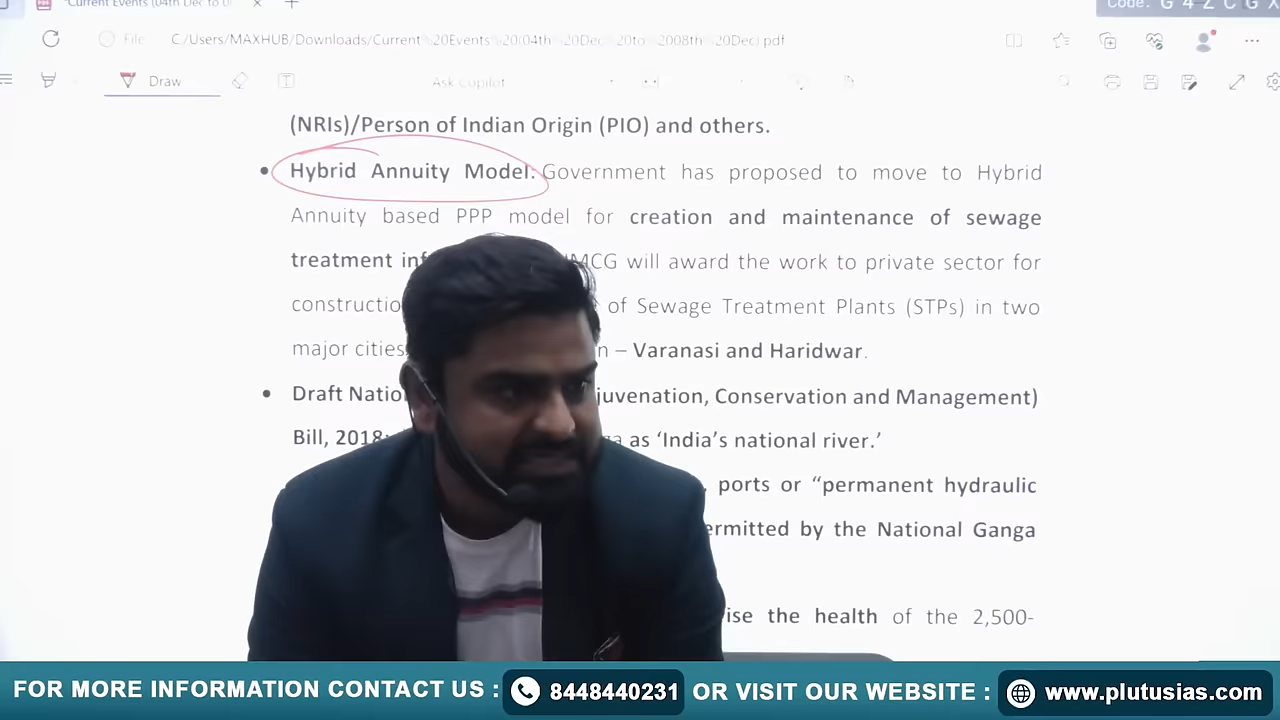 Current Events (04th Dec to 0
Code: G 4 Z C G X
File C:/Users/MAXHUB/Downloads/Current%20Events%20(04th%20Dec%20to%2008th%20Dec).pdf
Draw Ask Copilot
(NRIs)/Person of Indian Origin (PIO) and others.
• Hybrid Annuity Model: Government has proposed to move to Hybrid
Annuity based PPP model for creation and maintenance of sewage
treatment inf MCG will award the work to private sector for
constructio of Sewage Treatment Plants (STPs) in two
major cities n – Varanasi and Haridwar.
• Draft Natio juvenation, Conservation and Management)
Bill, 2018: ga as ‘India’s national river.’
, ports or “permanent hydraulic
ermitted by the National Ganga
ise the health of the 2,500-
FOR MORE INFORMATION CONTACT US : 8448440231 OR VISIT OUR WEBSITE : www.plutusias.com